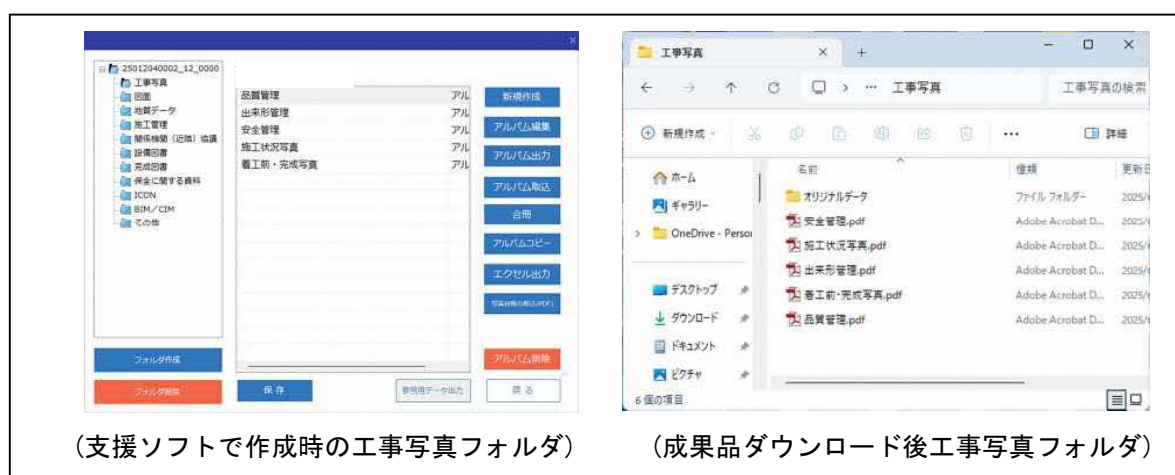 25012040002_12_0000
工事写真
図面
地質データ
施工管理
関係機関（近隣）協議
設備図書
完成図書
保全に関する資料
ICON
BIM／CIM
その他
品質管理 アル
出来形管理 アル
安全管理 アル
施工状況写真 アル
着工前・完成写真 アル
新規作成
アルバム編集
アルバム出力
アルバム取込
合冊
アルバムコピー
エクセル出力
アルバム削除
フォルダ作成
フォルダ削除
保存
参照用データ出力
戻る
工事写真
工事写真 工事写真の検索
新規作成 詳細
ホーム
ギャラリー
OneDrive - Person
デスクトップ
ダウンロード
ドキュメント
ピクチャ
名前 種類 更新日
オリジナルデータ ファイル フォルダー 2025/
安全管理.pdf Adobe Acrobat D... 2025/
施工状況写真.pdf Adobe Acrobat D... 2025/
出来形管理.pdf Adobe Acrobat D... 2025/
着工前・完成写真.pdf Adobe Acrobat D... 2025/
品質管理.pdf Adobe Acrobat D... 2025/
6 個の項目
（支援ソフトで作成時の工事写真フォルダ）
（成果品ダウンロード後工事写真フォルダ）